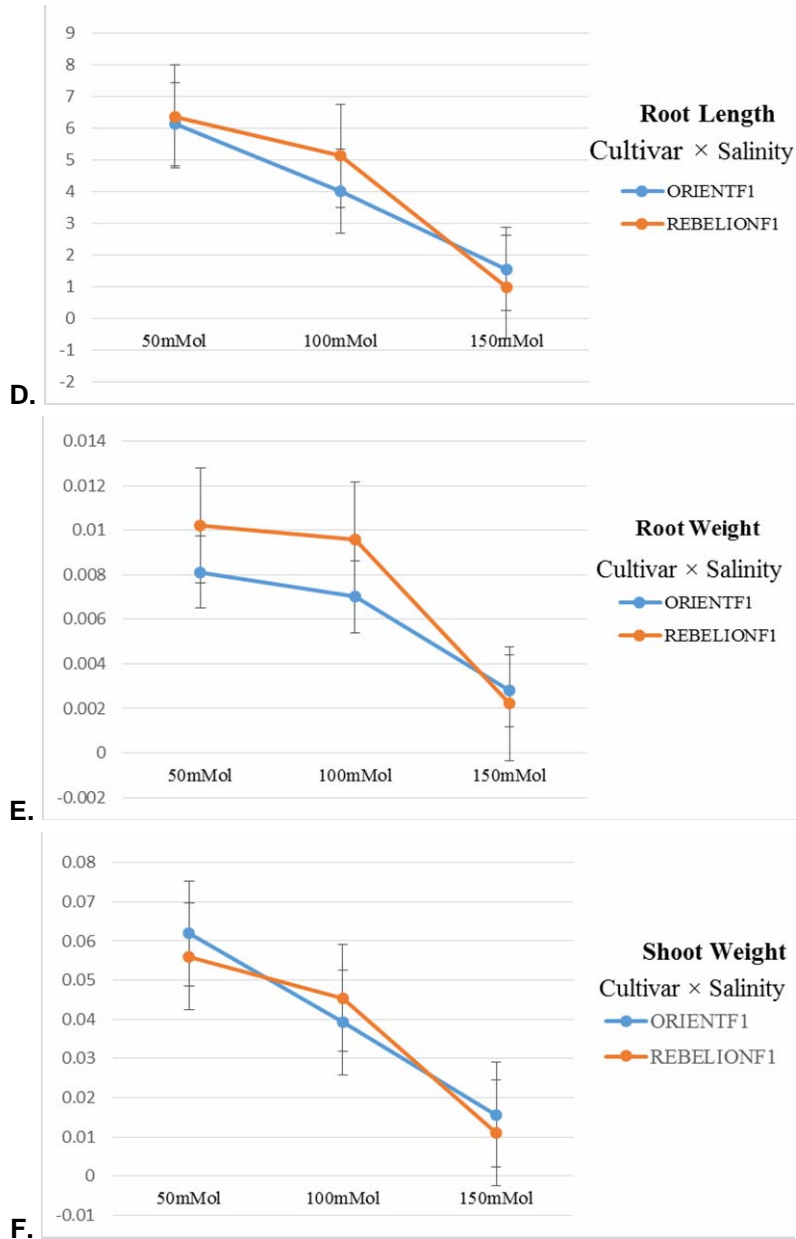 9
8
7
6
5
4
3
2
1
0
-1
-2
50mMol 100mMol 150mMol
Root Length
Cultivar × Salinity
ORIENTF1
REBELIONF1
D.
0.014
0.012
0.01
0.008
0.006
0.004
0.002
0
-0.002
50mMol 100mMol 150mMol
Root Weight
Cultivar × Salinity
ORIENTF1
REBELIONF1
E.
0.08
0.07
0.06
0.05
0.04
0.03
0.02
0.01
0
-0.01
50mMol 100mMol 150mMol
Shoot Weight
Cultivar × Salinity
ORIENTF1
REBELIONF1
F.